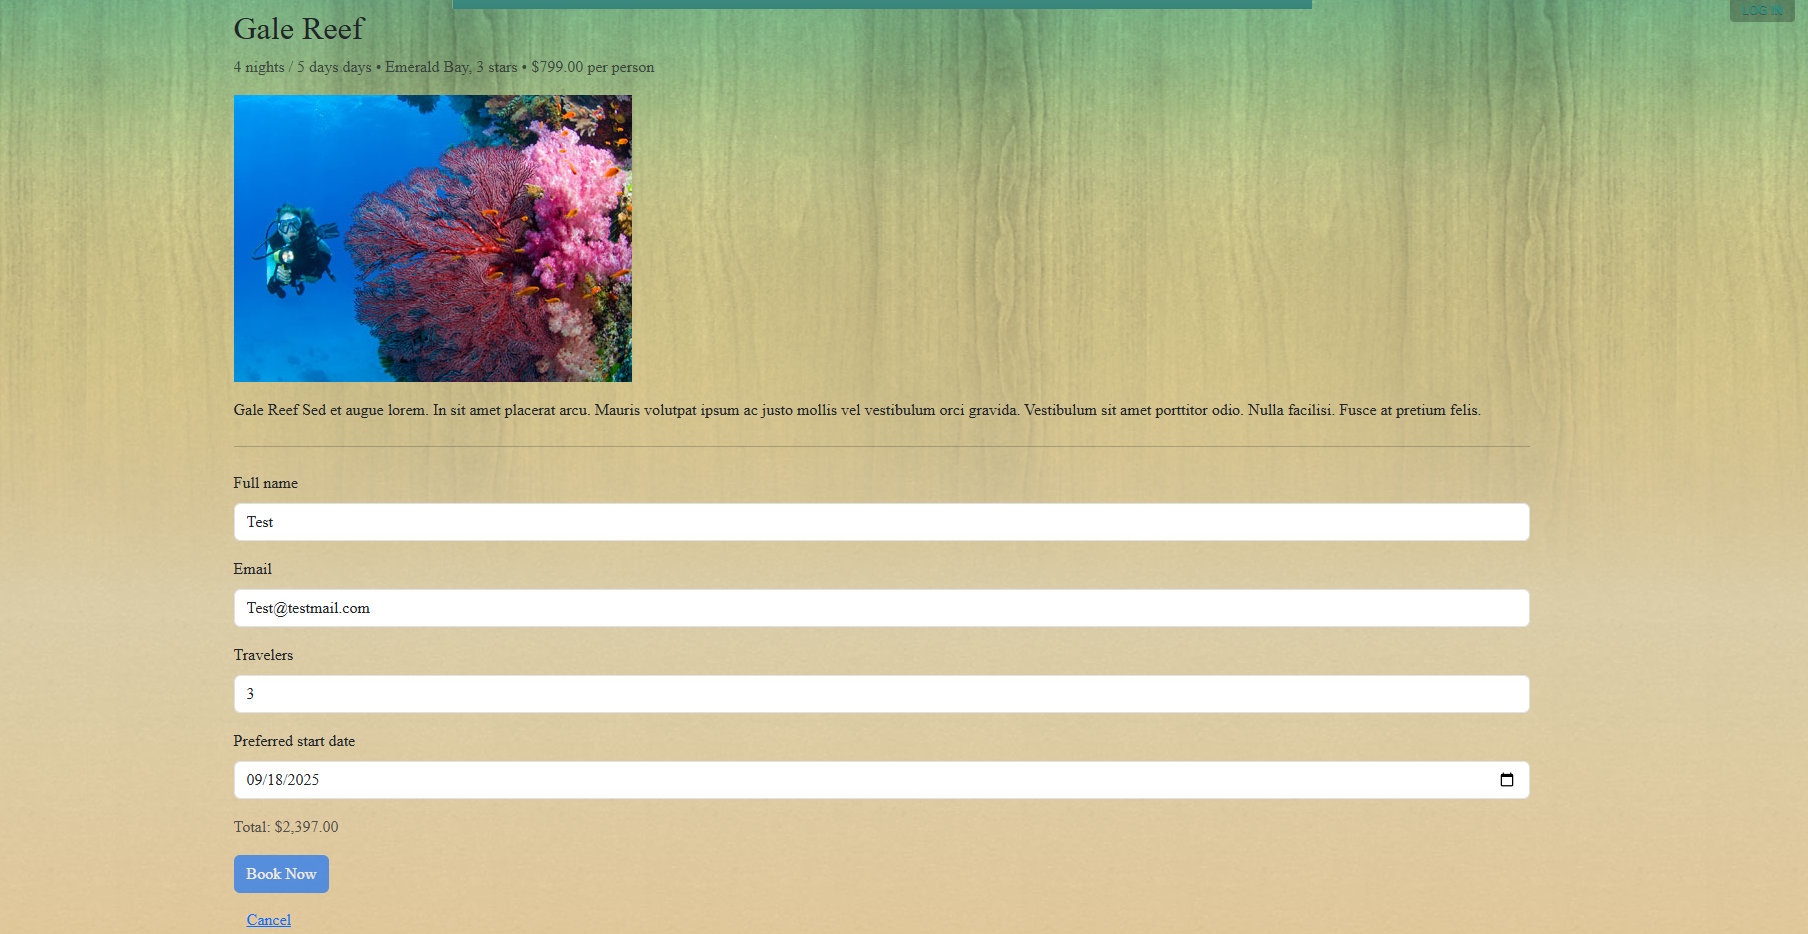 LOG IN
Gale Reef
4 nights / 5 days days • Emerald Bay, 3 stars • $799.00 per person
Gale Reef Sed et augue lorem. In sit amet placerat arcu. Mauris volutpat ipsum ac justo mollis vel vestibulum orci gravida. Vestibulum sit amet porttitor odio. Nulla facilisi. Fusce at pretium felis.
Full name
Test
Email
Test@testmail.com
Travelers
3
Preferred start date
09/18/2025
Total: $2,397.00
Book Now
Cancel